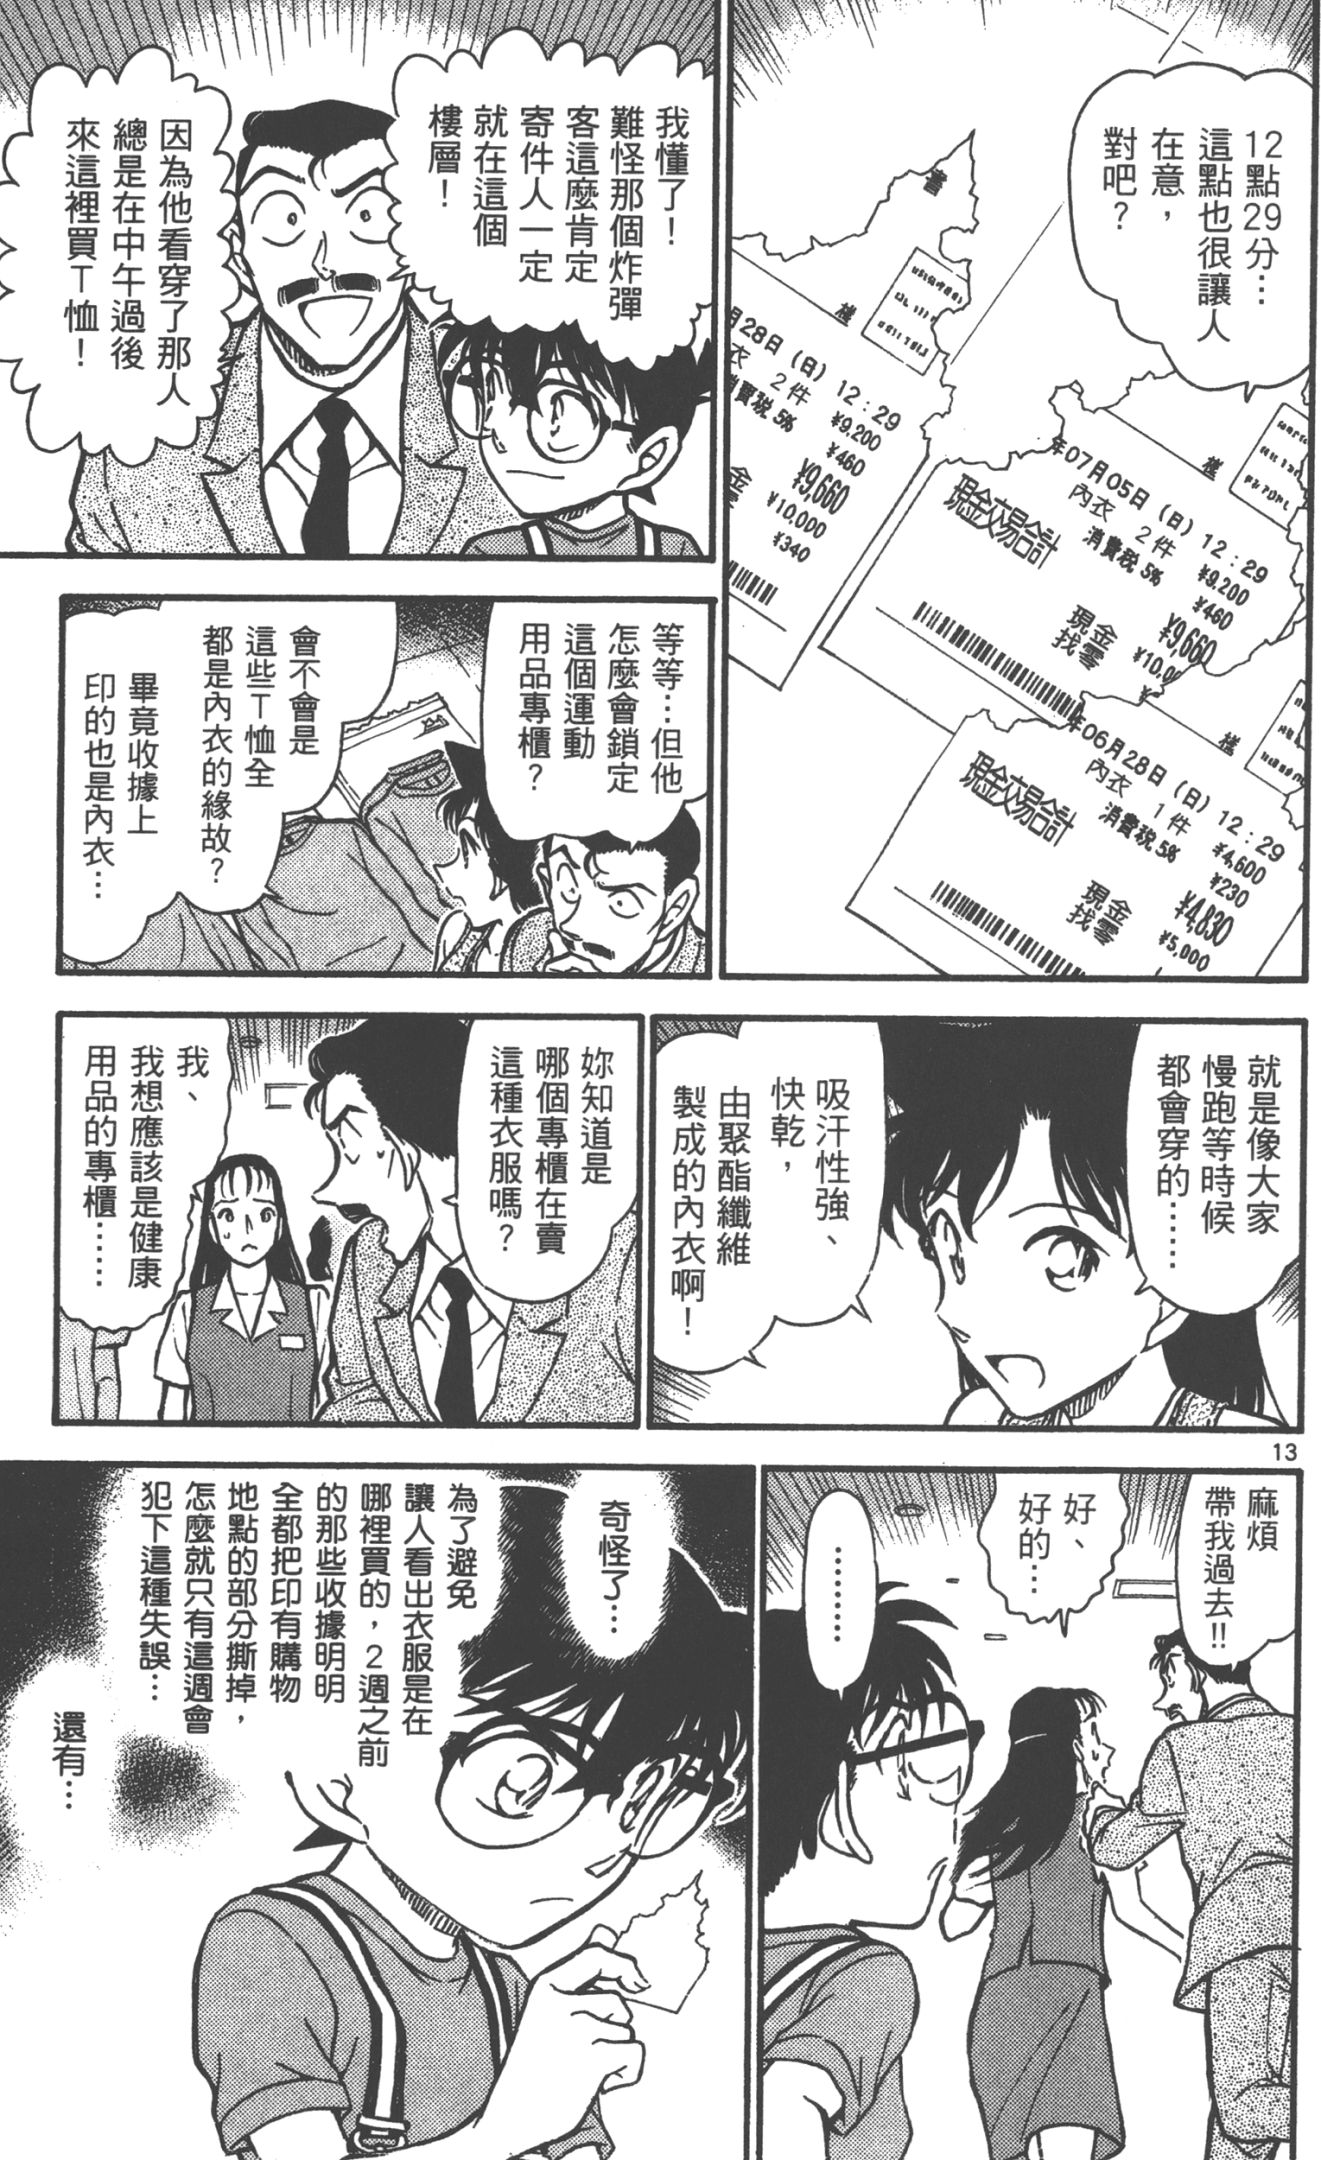 12點29分…
這點也很讓人
在意，
對吧？
書
樣
月28日（日）12：29
衣 2件 ¥9,200
消費稅5% ¥460
¥9,660
金 ¥10,000
¥340
樣
年07月05日（日）12：29
內衣 2件 ¥9,200
消費稅5% ¥460
現金交易合計 ¥9,660
現金
找零
樣
年06月28日（日）12：29
內衣 1件 ¥4,600
消費稅5% ¥230
現金交易合計 ¥4,830
現金 ¥5,000
找零
我懂了！
難怪那個炸彈
客這麼肯定
寄件人一定
就在這個
樓層！
因為他看穿了那人
總是在中午過後
來這裡買T恤！
等等…但他
怎麼會鎖定
這個運動
用品專櫃？
會不會是
這些T恤全
都是內衣的緣故？
畢竟收據上
印的也是內衣…
就是像大家
慢跑等時候
都會穿的……
吸汗性強、
快乾，
由聚酯纖維
製成的內衣啊！
妳知道是
哪個專櫃在賣
這種衣服嗎？
我、
我想應該是健康
用品的專櫃……
13
麻煩
帶我過去!!
好、
好的…
………
奇怪了…
為了避免
讓人看出衣服是在
哪裡買的，2週之前
的那些收據明明
全都把印有購物
地點的部分撕掉，
怎麼就只有這週會
犯下這種失誤…
還有…